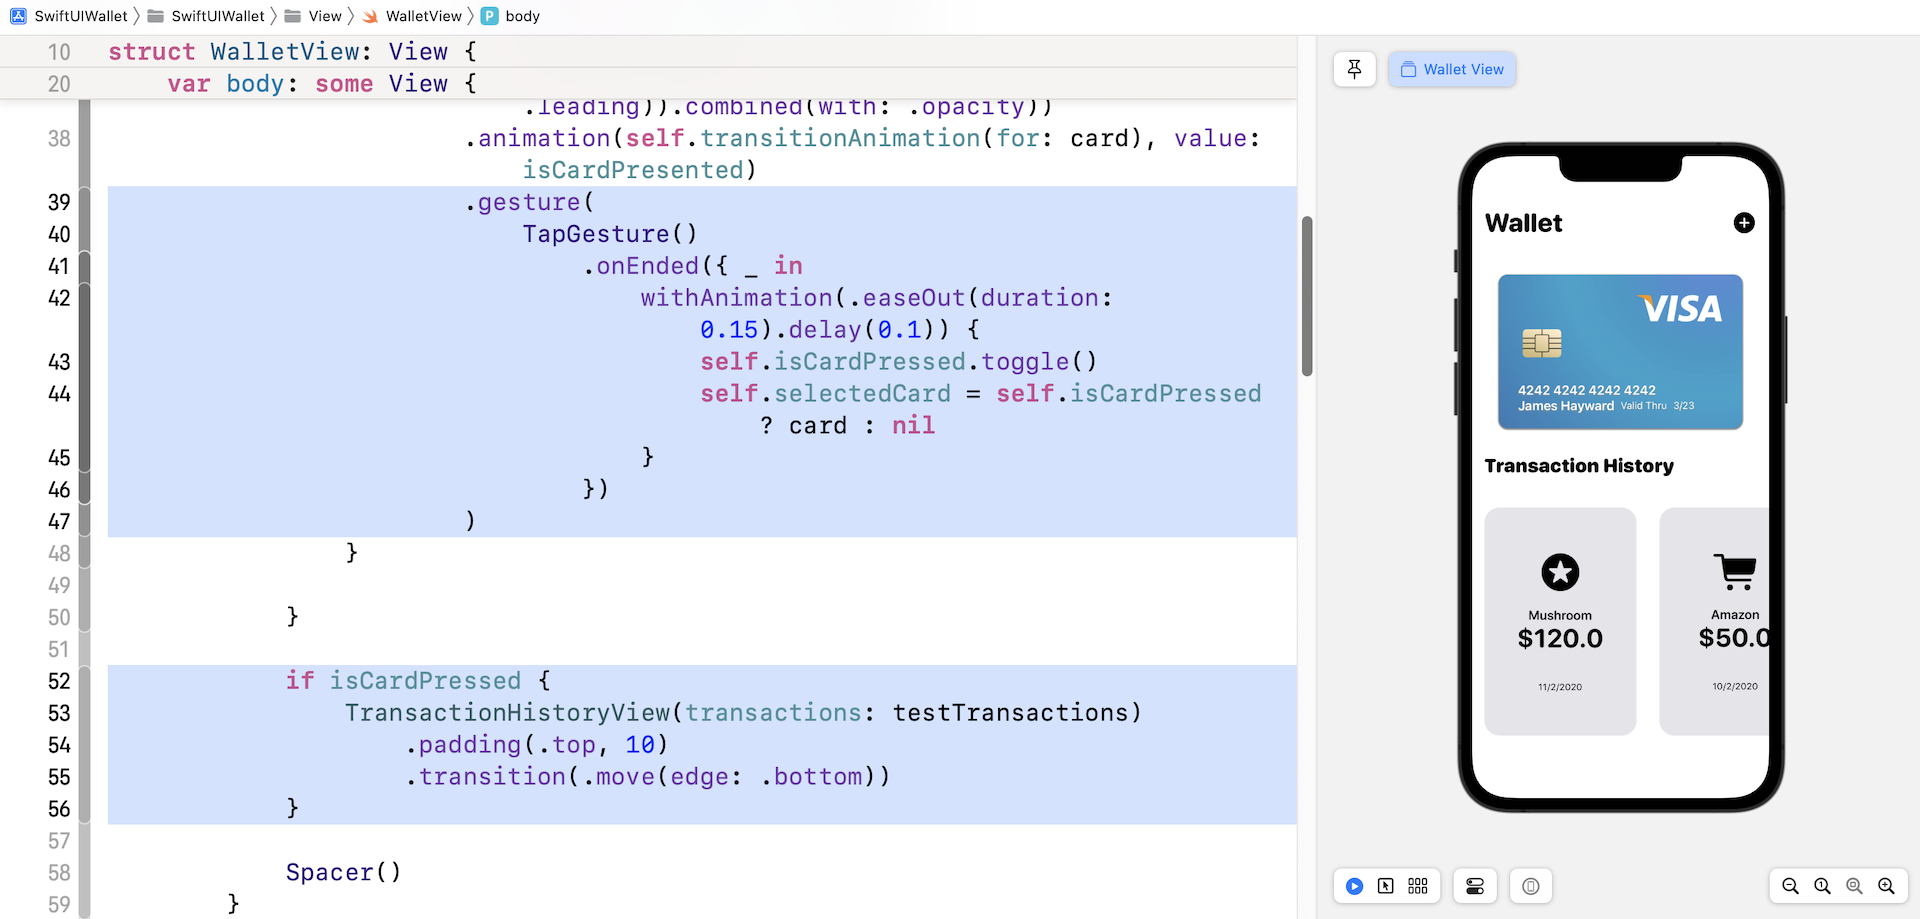 SwiftUIWallet 〉 SwiftUIWallet 〉 View 〉 WalletView 〉 P body
10 struct WalletView: View {
20 var body: some View {
.leading)).combined(with: .opacity))
38 .animation(self.transitionAnimation(for: card), value:
isCardPresented)
39 .gesture(
40 TapGesture()
41 .onEnded({ _ in
42 withAnimation(.easeOut(duration:
0.15).delay(0.1)) {
43 self.isCardPressed.toggle()
44 self.selectedCard = self.isCardPressed
? card : nil
45 }
46 })
47 )
48 }
49
50 }
51
52 if isCardPressed {
53 TransactionHistoryView(transactions: testTransactions)
54 .padding(.top, 10)
55 .transition(.move(edge: .bottom))
56 }
57
58 Spacer()
59 }
Wallet View
Wallet
VISA
4242 4242 4242 4242
James Hayward Valid Thru 3/23
Transaction History
Mushroom
$120.0
11/2/2020
Amazon
$50.0
10/2/2020